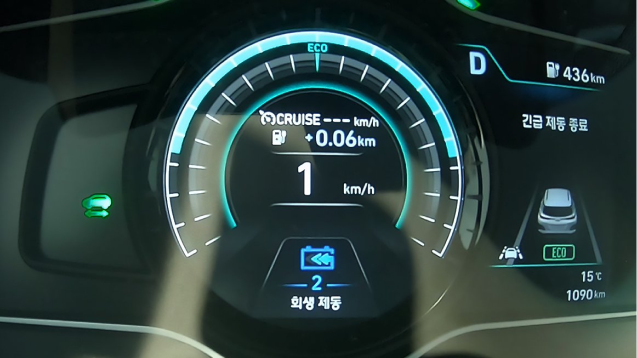 ECO
CRUISE --- km/h
+0.06km
1 km/h
2
회생 제동
D
436km
긴급 제동 종료
ECO
15℃
1090km